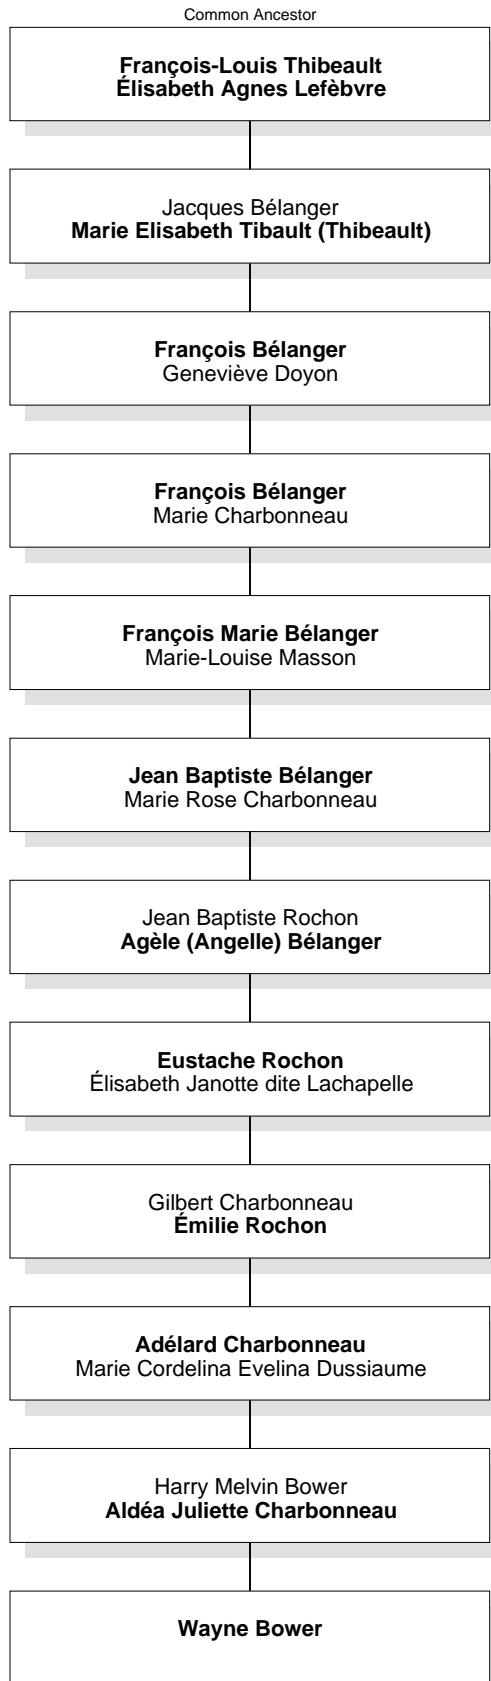 Common Ancestor
François-Louis Thibeault
Élisabeth Agnes Lefèbvre
Jacques Bélanger
Marie Elisabeth Tibault (Thibeault)
François Bélanger
Geneviève Doyon
François Bélanger
Marie Charbonneau
François Marie Bélanger
Marie-Louise Masson
Jean Baptiste Bélanger
Marie Rose Charbonneau
Jean Baptiste Rochon
Agèle (Angelle) Bélanger
Eustache Rochon
Élisabeth Janotte dite Lachapelle
Gilbert Charbonneau
Émilie Rochon
Adélard Charbonneau
Marie Cordelina Evelina Dussiaume
Harry Melvin Bower
Aldéa Juliette Charbonneau
Wayne Bower